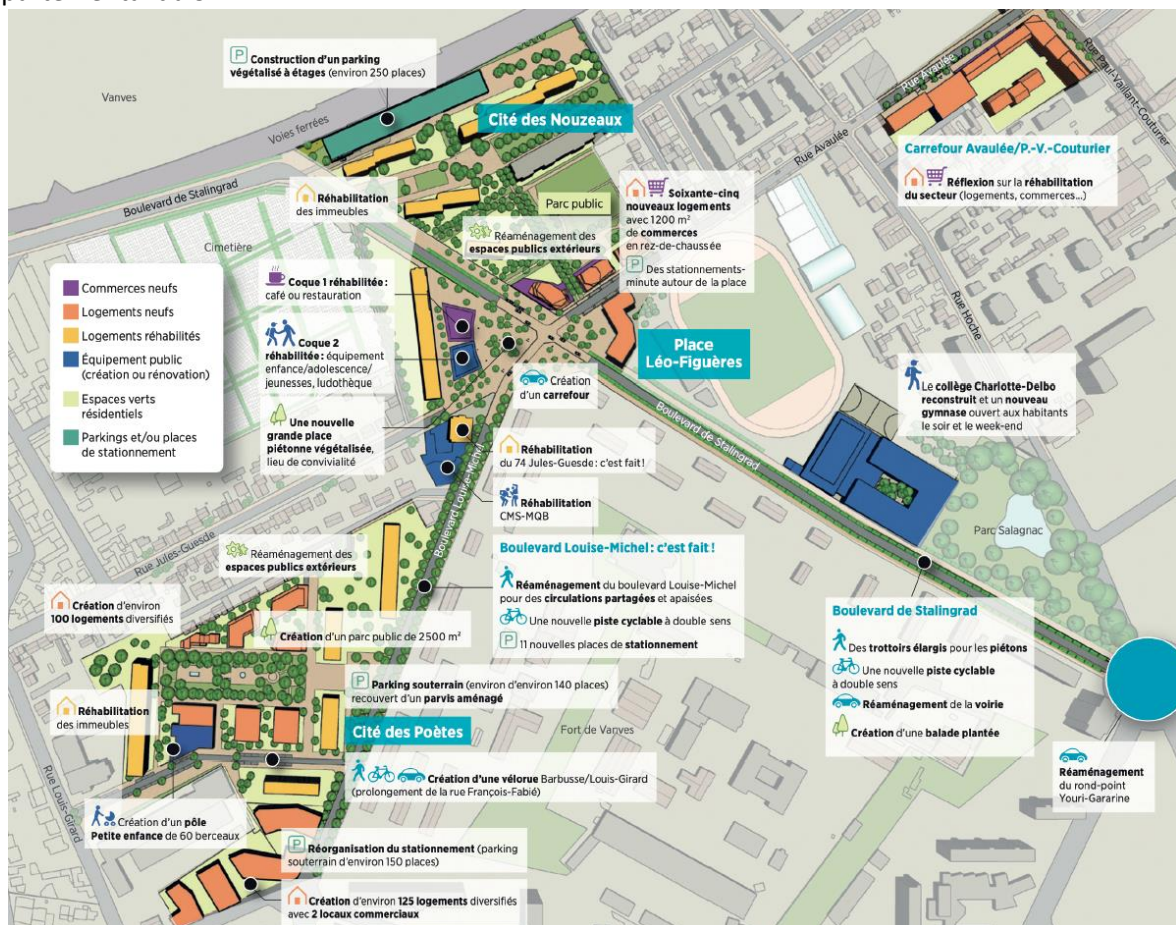 Construction d'un parking
végétalisé à étages (environ 250 places)
Vanves
Voies ferrées
Cité des Nouzeaux
Rue Avaulée
Rue Paul-Vaillant-Couturier
Rue Avaulée
Carrefour Avaulée/P.-V.-Couturier
Réflexion sur la réhabilitation
du secteur (logements, commerces...)
Boulevard de Stalingrad
Réhabilitation
des immeubles
Parc public
Soixante-cinq
nouveaux logements
avec 1200 m²
de commerces
en rez-de-chaussée
Des stationnements-
minute autour de la place
Cimetière
Réaménagement des
espaces publics extérieurs
Commerces neufs
Logements neufs
Logements réhabilités
Équipement public
(création ou rénovation)
Espaces verts
résidentiels
Parkings et/ou places
de stationnement
Coque 1 réhabilitée :
café ou restauration
Coque 2
réhabilitée : équipement
enfance/adolescence/
jeunesses, ludothèque
Une nouvelle
grande place
piétonne végétalisée,
lieu de convivialité
Place
Léo-Figuères
Rue Hoche
Création
d'un carrefour
Boulevard de Stalingrad
Le collège Charlotte-Delbo
reconstruit et un nouveau
gymnase ouvert aux habitants
le soir et le week-end
Réhabilitation
du 74 Jules-Guesde : c'est fait !
Réhabilitation
CMS-MQB
Boulevard Louise-Michel
Parc Salagnac
Rue Jules-Guesde
Réaménagement des
espaces publics extérieurs
Boulevard Louise-Michel : c'est fait !
Réaménagement du boulevard Louise-Michel
pour des circulations partagées et apaisées
Une nouvelle piste cyclable à double sens
11 nouvelles places de stationnement
Création d'environ
100 logements diversifiés
Création d'un parc public de 2500 m²
Boulevard de Stalingrad
Des trottoirs élargis pour les piétons
Une nouvelle piste cyclable
à double sens
Réaménagement de la voirie
Création d'une balade plantée
Parking souterrain (environ d'environ 140 places)
recouvert d'un parvis aménagé
Réhabilitation
des immeubles
Cité des Poètes
Fort de Vanves
Rue Louis-Girard
Création d'une vélorue Barbusse/Louis-Girard
(prolongement de la rue François-Fabié)
Réaménagement
du rond-point
Youri-Gararine
Création d'un pôle
Petite enfance de 60 berceaux
Réorganisation du stationnement (parking
souterrain d'environ 150 places)
Création d'environ 125 logements diversifiés
avec 2 locaux commerciaux